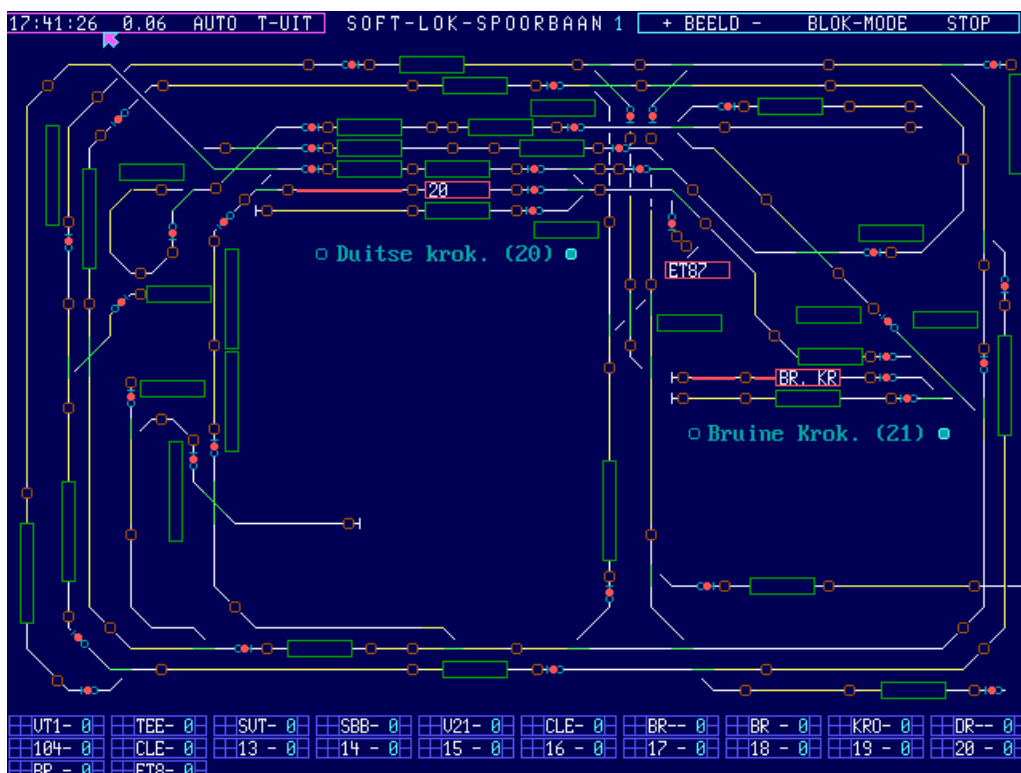 17:41:26 0.06 AUTO T-UIT SOFT-LOK-SPOORBAAN 1 + BEELD - BLOK-MODE STOP
20
Duitse krok. (20)
ET87
BR. KR
Bruine Krok. (21)
VT1- 0 TEE- 0 SVT- 0 SBB- 0 V21- 0 CLE- 0 BR-- 0 BR - 0 KRO- 0 DR-- 0
104- 0 CLE- 0 13 - 0 14 - 0 15 - 0 16 - 0 17 - 0 18 - 0 19 - 0 20 - 0
BR - 0 ET8- 0